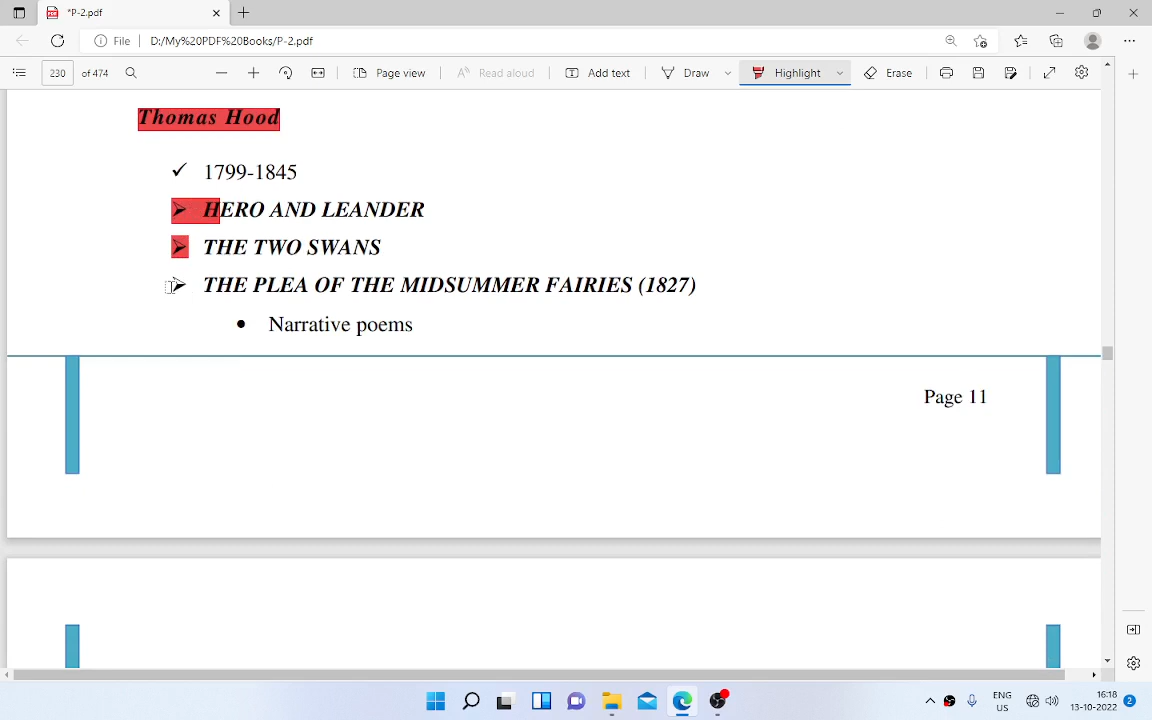 *P-2.pdf
File D:/My%20PDF%20Books/P-2.pdf
230 of 474 Page view Read aloud Add text Draw Highlight Erase
Thomas Hood
✓ 1799-1845
➢ HERO AND LEANDER
➢ THE TWO SWANS
➢ THE PLEA OF THE MIDSUMMER FAIRIES (1827)
• Narrative poems
Page 11
ENG
US
16:18
13-10-2022
2